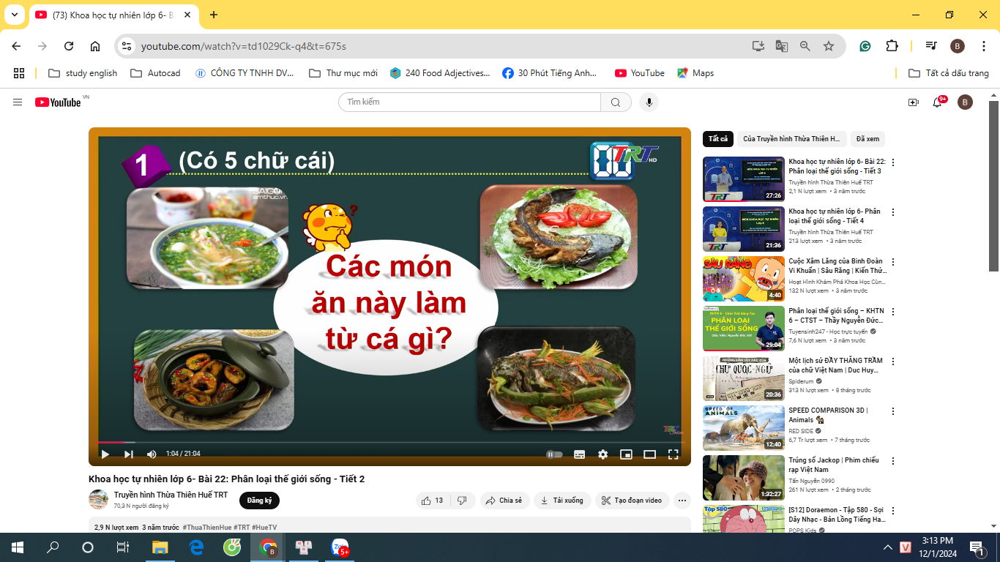 (73) Khoa học tự nhiên lớp 6- B
youtube.com/watch?v=td1029Ck-q4&t=675s
study english
Autocad
CÔNG TY TNHH DV...
Thư mục mới
240 Food Adjectives...
30 Phút Tiếng Anh...
YouTube
Maps
Tất cả dấu trang
YouTube VN
Tìm kiếm
9+
B
1 (Có 5 chữ cái)
00
TRT HD
SAIGON
amthuc.vn
?
Các món
ăn này làm
từ cá gì?
TRT
1:04 / 21:04
Khoa học tự nhiên lớp 6- Bài 22: Phân loại thế giới sống - Tiết 2
Truyền hình Thừa Thiên Huế TRT
70,3 N người đăng ký
Đăng ký
13
Chia sẻ
Tải xuống
Tạo đoạn video
2,9 N lượt xem 3 năm trước #ThuaThienHue #TRT #HueTV
Tất cả
Của Truyền hình Thừa Thiên H...
Đã xem
27:26
Khoa học tự nhiên lớp 6- Bài 22:
Phân loại thế giới sống - Tiết 3
Truyền hình Thừa Thiên Huế TRT
2,1 N lượt xem • 3 năm trước
21:36
Khoa học tự nhiên lớp 6- Phân
loại thế giới sống - Tiết 4
Truyền hình Thừa Thiên Huế TRT
213 lượt xem • 3 năm trước
SÂU RĂNG
4:40
Cuộc Xâm Lăng của Binh Đoàn
Vi Khuẩn | Sâu Răng | Kiến Thứ...
Hoạt Hình Khám Phá Khoa Học Cùn...
132 N lượt xem • 3 năm trước
KHTN 6 – Chân Trời Sáng Tạo
PHÂN LOẠI
THẾ GIỚI SỐNG
29:04
Phân loại thế giới sống – KHTN
6 – CTST – Thầy Nguyễn Đức...
Tuyensinh247 - Học trực tuyến
7,6 N lượt xem • 3 năm trước
CHỮ QUỐC-NGỮ
20:36
Một lịch sử ĐẦY THĂNG TRẦM
của chữ Việt Nam | Duc Huy...
Spiderum
313 N lượt xem • 8 tháng trước
SPEED OF
ANIMALS
12:40
SPEED COMPARISON 3D |
Animals
RED SIDE
6,7 Tr lượt xem • 7 tháng trước
1:32:27
Trúng số Jackop | Phim chiếu
rạp Việt Nam
Tấn Nguyễn 0990
261 N lượt xem • 2 tháng trước
Tập 580
[S12] Doraemon - Tập 580 - Sợi
Dây Nhạc - Bản Lồng Tiếng Ha...
POPS Kids
B
Zalo
5+
V
3:13 PM
12/1/2024
1